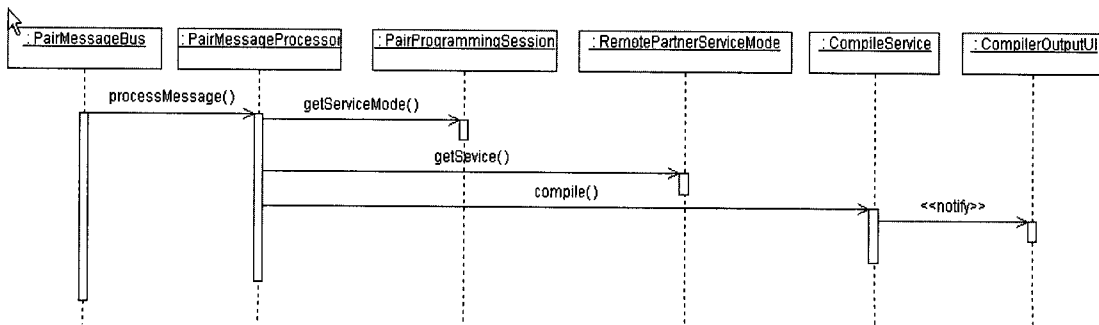 : PairMessageBus
: PairMessageProcessor
: PairProgrammingSession
: RemotePartnerServiceMode
: CompileService
: CompilerOutputUI
processMessage()
getServiceMode()
getSevice()
compile()
<<notify>>